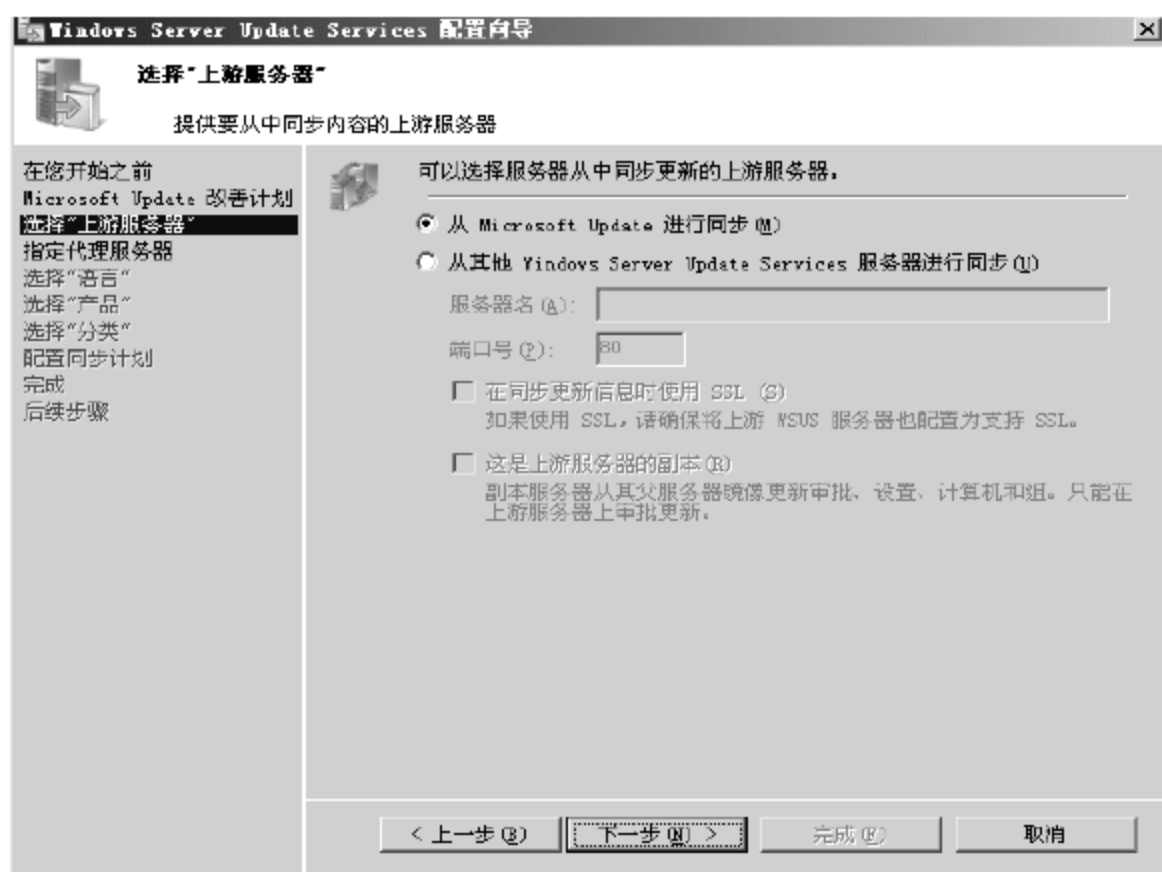 Windows Server Update Services 配置向导
选择“上游服务器”
提供要从中同步内容的上游服务器
在您开始之前
Microsoft Update 改善计划
选择“上游服务器”
指定代理服务器
选择“语言”
选择“产品”
选择“分类”
配置同步计划
完成
后续步骤
可以选择服务器从中同步更新的上游服务器。
从 Microsoft Update 进行同步(M)
从其他 Windows Server Update Services 服务器进行同步(U)
服务器名(A):
端口号(P): 80
在同步更新信息时使用 SSL (S)
如果使用 SSL，请确保将上游 WSUS 服务器也配置为支持 SSL。
这是上游服务器的副本(R)
副本服务器从其父服务器镜像更新审批、设置、计算机和组。只能在
上游服务器上审批更新。
< 上一步(B) 下一步(N) > 完成(F) 取消